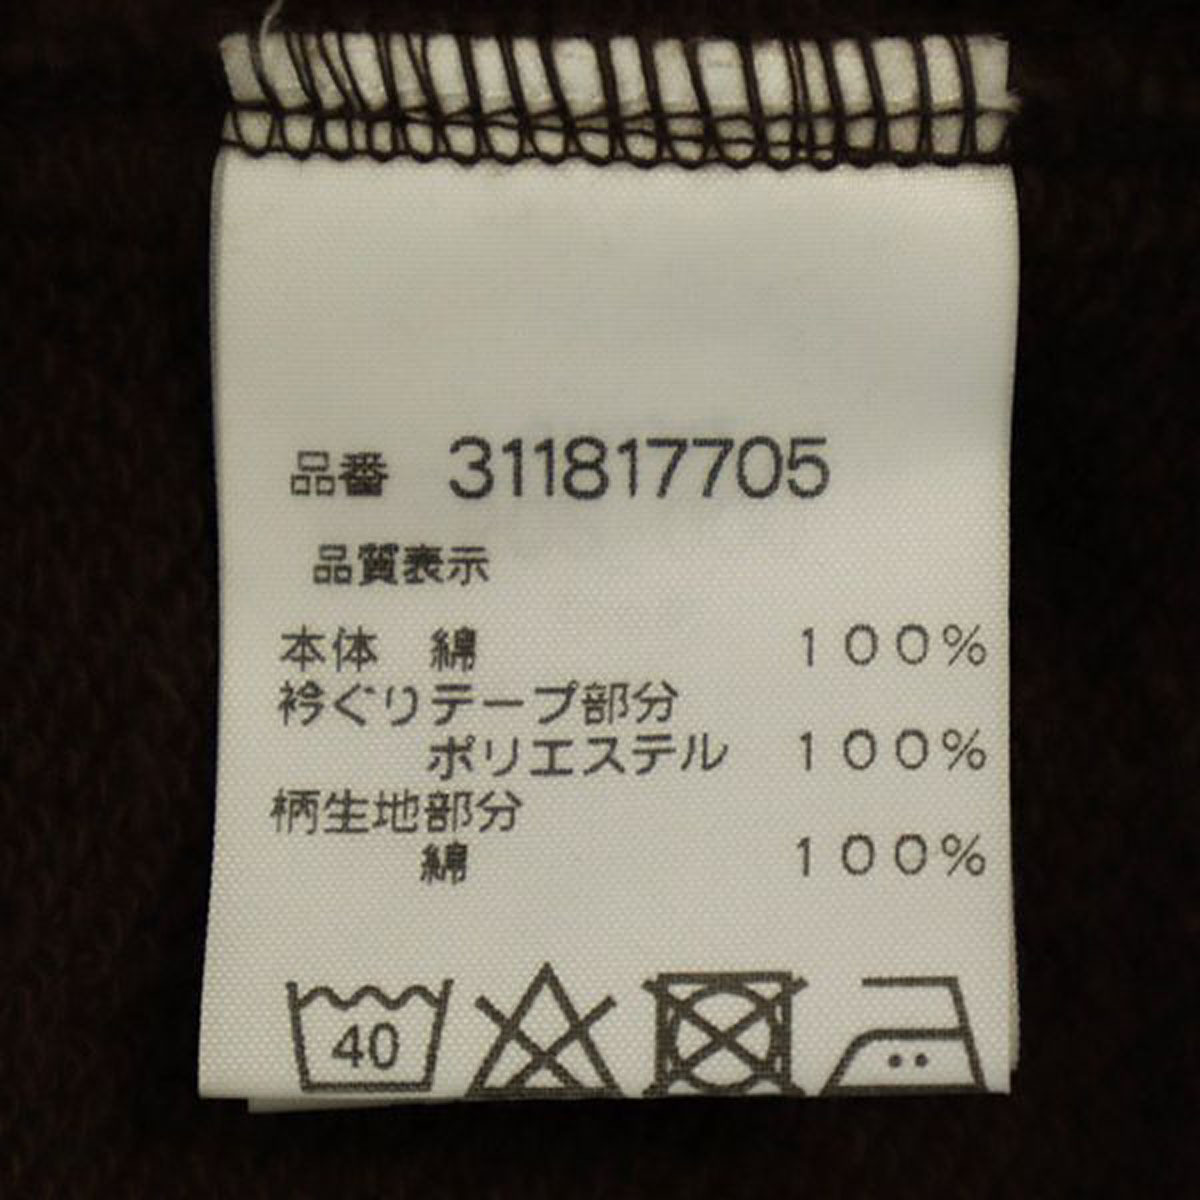 品番 311817705
品質表示
本体 綿 100%
衿ぐりテープ部分
ポリエステル 100%
柄生地部分
綿 100%
40